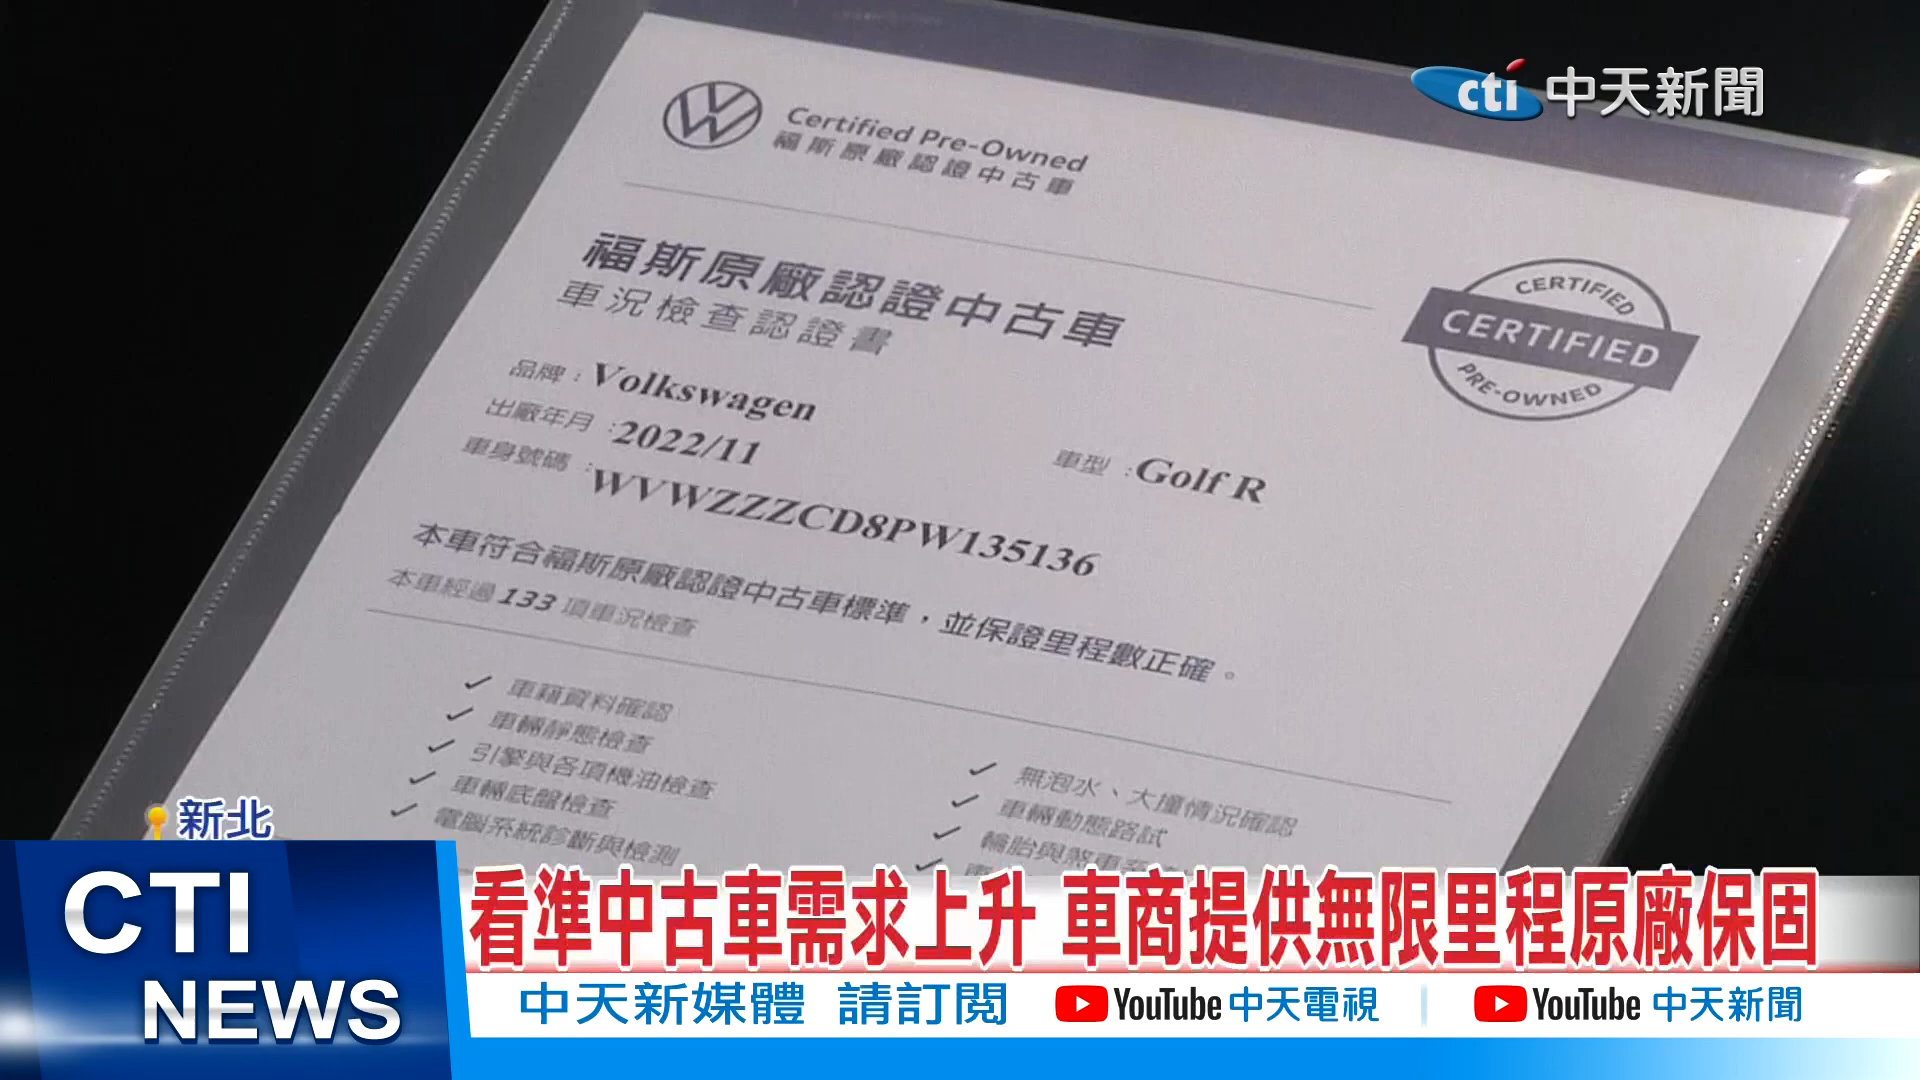 cti 中天新聞
Certified Pre-Owned
福斯原廠認證中古車
福斯原廠認證中古車
車況檢查認證書
CERTIFIED
CERTIFIED
PRE-OWNED
品牌：Volkswagen
出廠年月：2022/11
車型：Golf R
車身號碼：WVWZZZCD8PW135136
本車符合福斯原廠認證中古車標準，並保證里程數正確。
本車經過 133 項車況檢查
✓ 車籍資料確認
✓ 車輛靜態檢查
✓ 引擎與各項機油檢查
✓ 車輛底盤檢查
✓ 電腦系統診斷與檢測
✓ 無泡水、大撞情況確認
✓ 車輛動態路試
✓ 輪胎與煞車
新北
CTI NEWS
看準中古車需求上升 車商提供無限里程原廠保固
中天新媒體 請訂閱 YouTube 中天電視 | YouTube 中天新聞